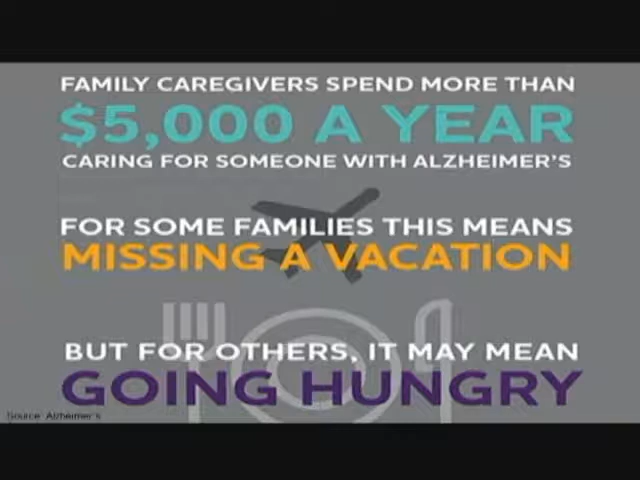 FAMILY CAREGIVERS SPEND MORE THAN
$5,000 A YEAR
CARING FOR SOMEONE WITH ALZHEIMER'S
FOR SOME FAMILIES THIS MEANS
MISSING A VACATION
BUT FOR OTHERS, IT MAY MEAN
GOING HUNGRY
Source: Alzheimer's